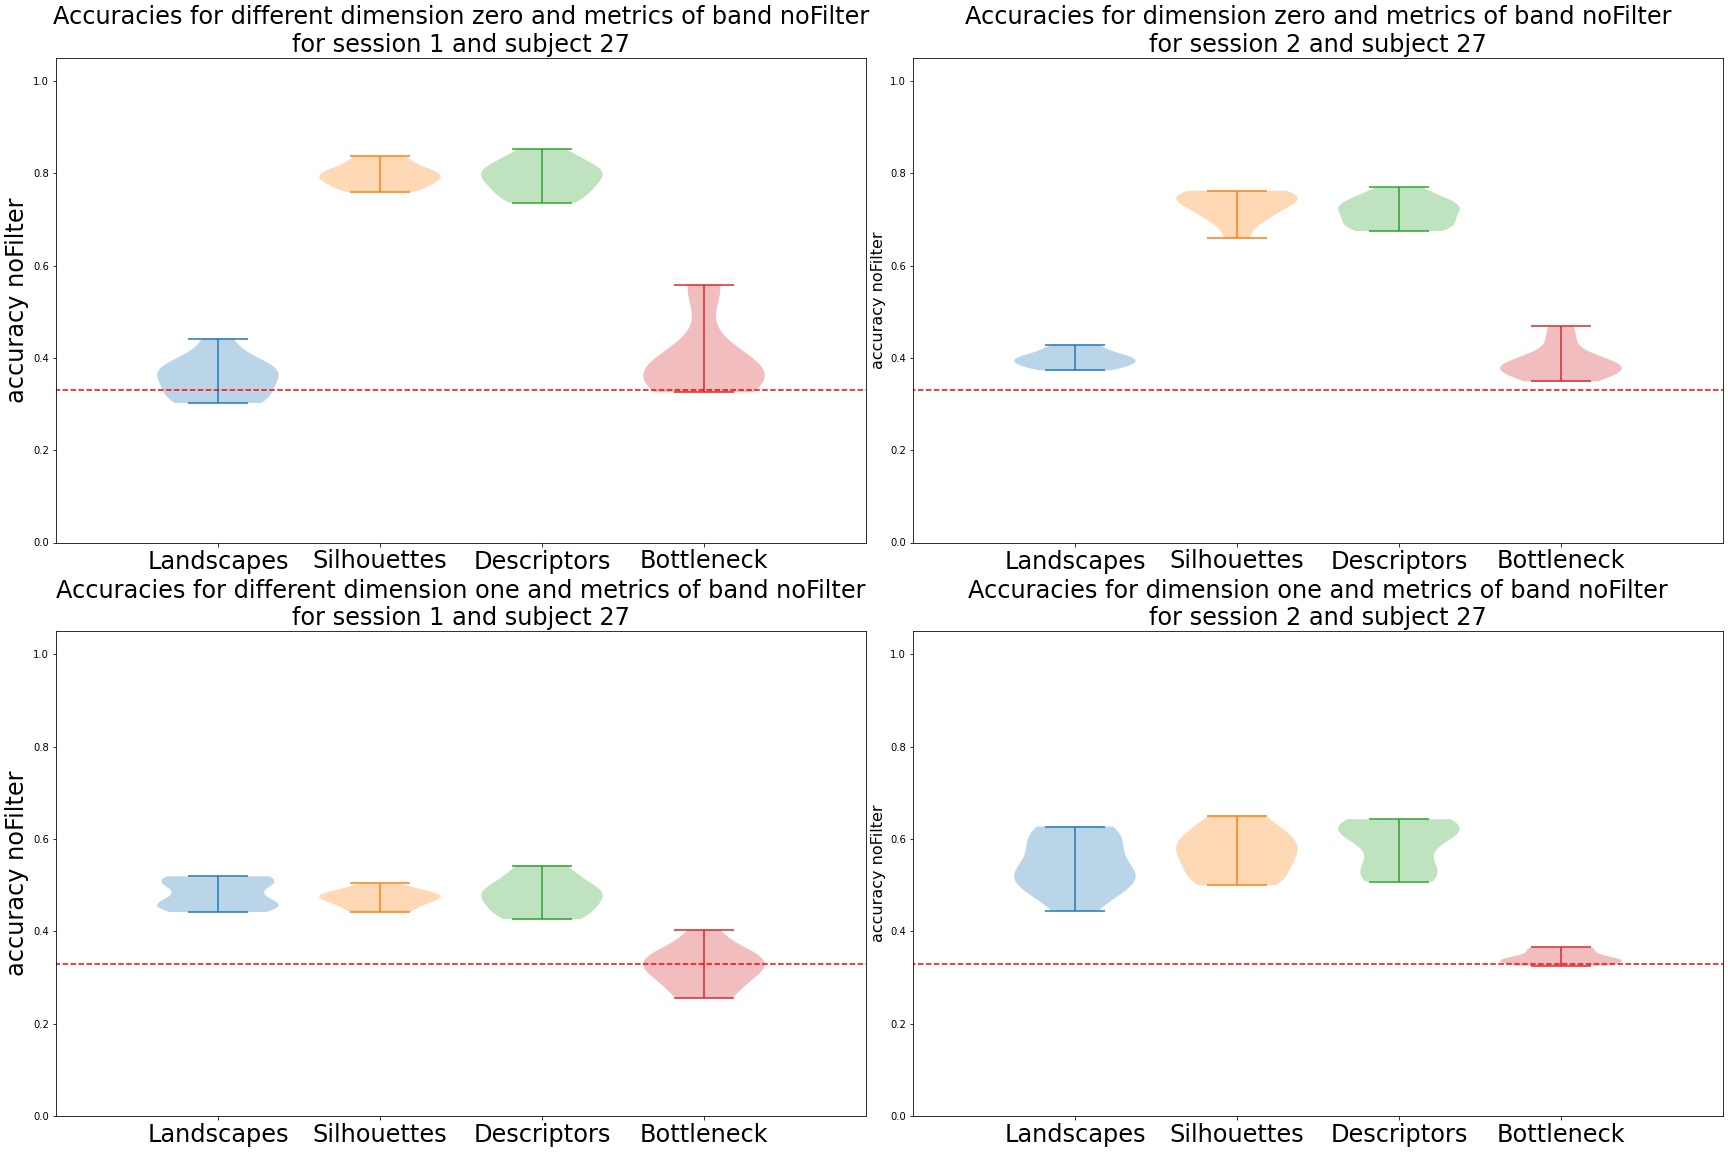 Accuracies for different dimension zero and metrics of band noFilter
for session 1 and subject 27
accuracy noFilter
1.0
0.8
0.6
0.4
0.2
0.0
Landscapes Silhouettes Descriptors Bottleneck
Accuracies for dimension zero and metrics of band noFilter
for session 2 and subject 27
accuracy noFilter
1.0
0.8
0.6
0.4
0.2
0.0
Landscapes Silhouettes Descriptors Bottleneck
Accuracies for different dimension one and metrics of band noFilter
for session 1 and subject 27
accuracy noFilter
1.0
0.8
0.6
0.4
0.2
0.0
Landscapes Silhouettes Descriptors Bottleneck
Accuracies for dimension one and metrics of band noFilter
for session 2 and subject 27
accuracy noFilter
1.0
0.8
0.6
0.4
0.2
0.0
Landscapes Silhouettes Descriptors Bottleneck